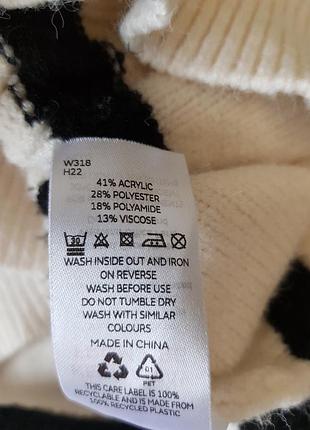 W318
H22
41% ACRYLIC
28% POLYESTER
18% POLYAMIDE
13% VISCOSE
30
WASH INSIDE OUT AND IRON
ON REVERSE
WASH BEFORE USE
DO NOT TUMBLE DRY
WASH WITH SIMILAR
COLOURS
MADE IN CHINA
01
PET
THIS CARE LABEL IS 100%
RECYCLABLE AND IS MADE FROM
100% RECYCLED PLASTIC